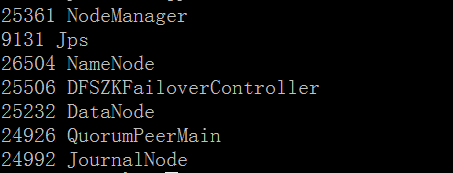 25361 NodeManager
9131 Jps
26504 NameNode
25506 DFSZKFailoverController
25232 DataNode
24926 QuorumPeerMain
24992 JournalNode